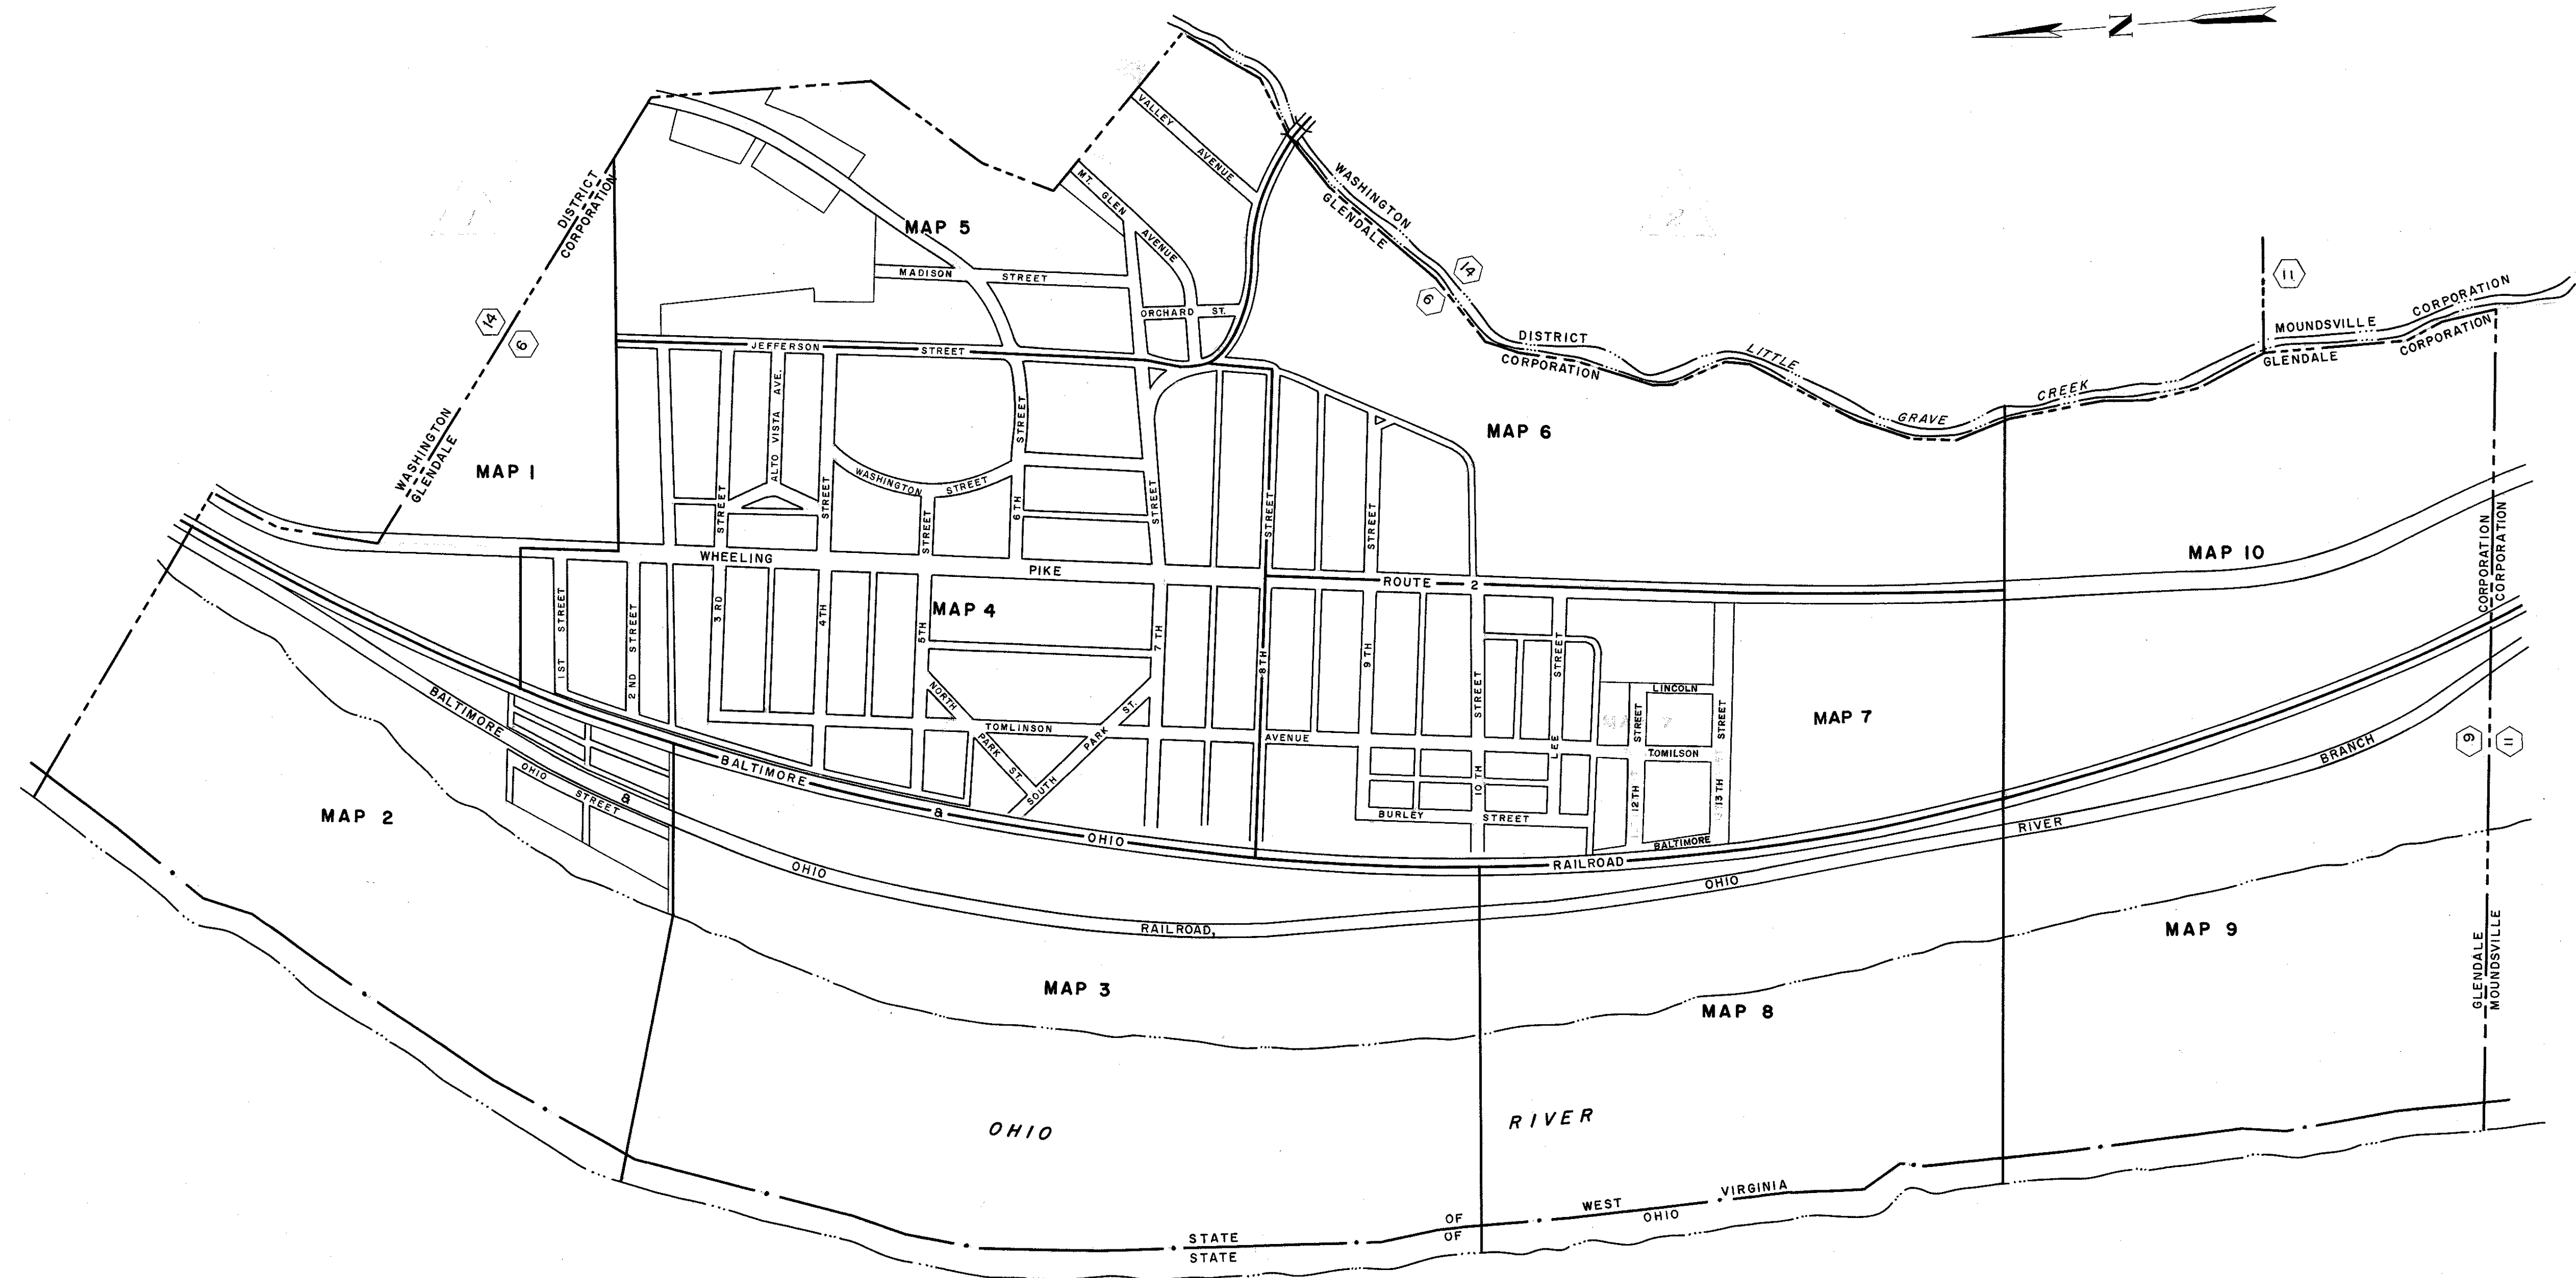 N
VALLEY AVENUE
MT. GLEN AVENUE
WASHINGTON DISTRICT
GLENDALE CORPORATION
14
6
MAP 5
MADISON STREET
ORCHARD ST.
DISTRICT
CORPORATION
14
6
WASHINGTON
GLENDALE
11
MOUNDSVILLE CORPORATION
GLENDALE CORPORATION
LITTLE GRAVE CREEK
JEFFERSON STREET
ALTO VISTA AVE.
MAP 1
MAP 6
WASHINGTON STREET
STREET
STREET
STREET
6TH STREET
STREET
STREET
STREET
WHEELING PIKE
ROUTE 2
MAP 10
CORPORATION
CORPORATION
1ST STREET
2ND STREET
3RD
4TH
5TH
7TH
8TH
9TH
10TH STREET
LEE STREET
MAP 4
NORTH PARK ST.
SOUTH PARK ST.
TOMLINSON AVENUE
LINCOLN
TOMILSON
12TH STREET
13TH STREET
MAP 7
BURLEY STREET
BALTIMORE
BALTIMORE & OHIO RAILROAD
BALTIMORE & OHIO RAILROAD, OHIO RIVER BRANCH
OHIO STREET
9
11
MAP 2
MAP 3
MAP 8
MAP 9
GLENDALE
MOUNDSVILLE
OHIO RIVER
STATE OF WEST VIRGINIA
STATE OF OHIO